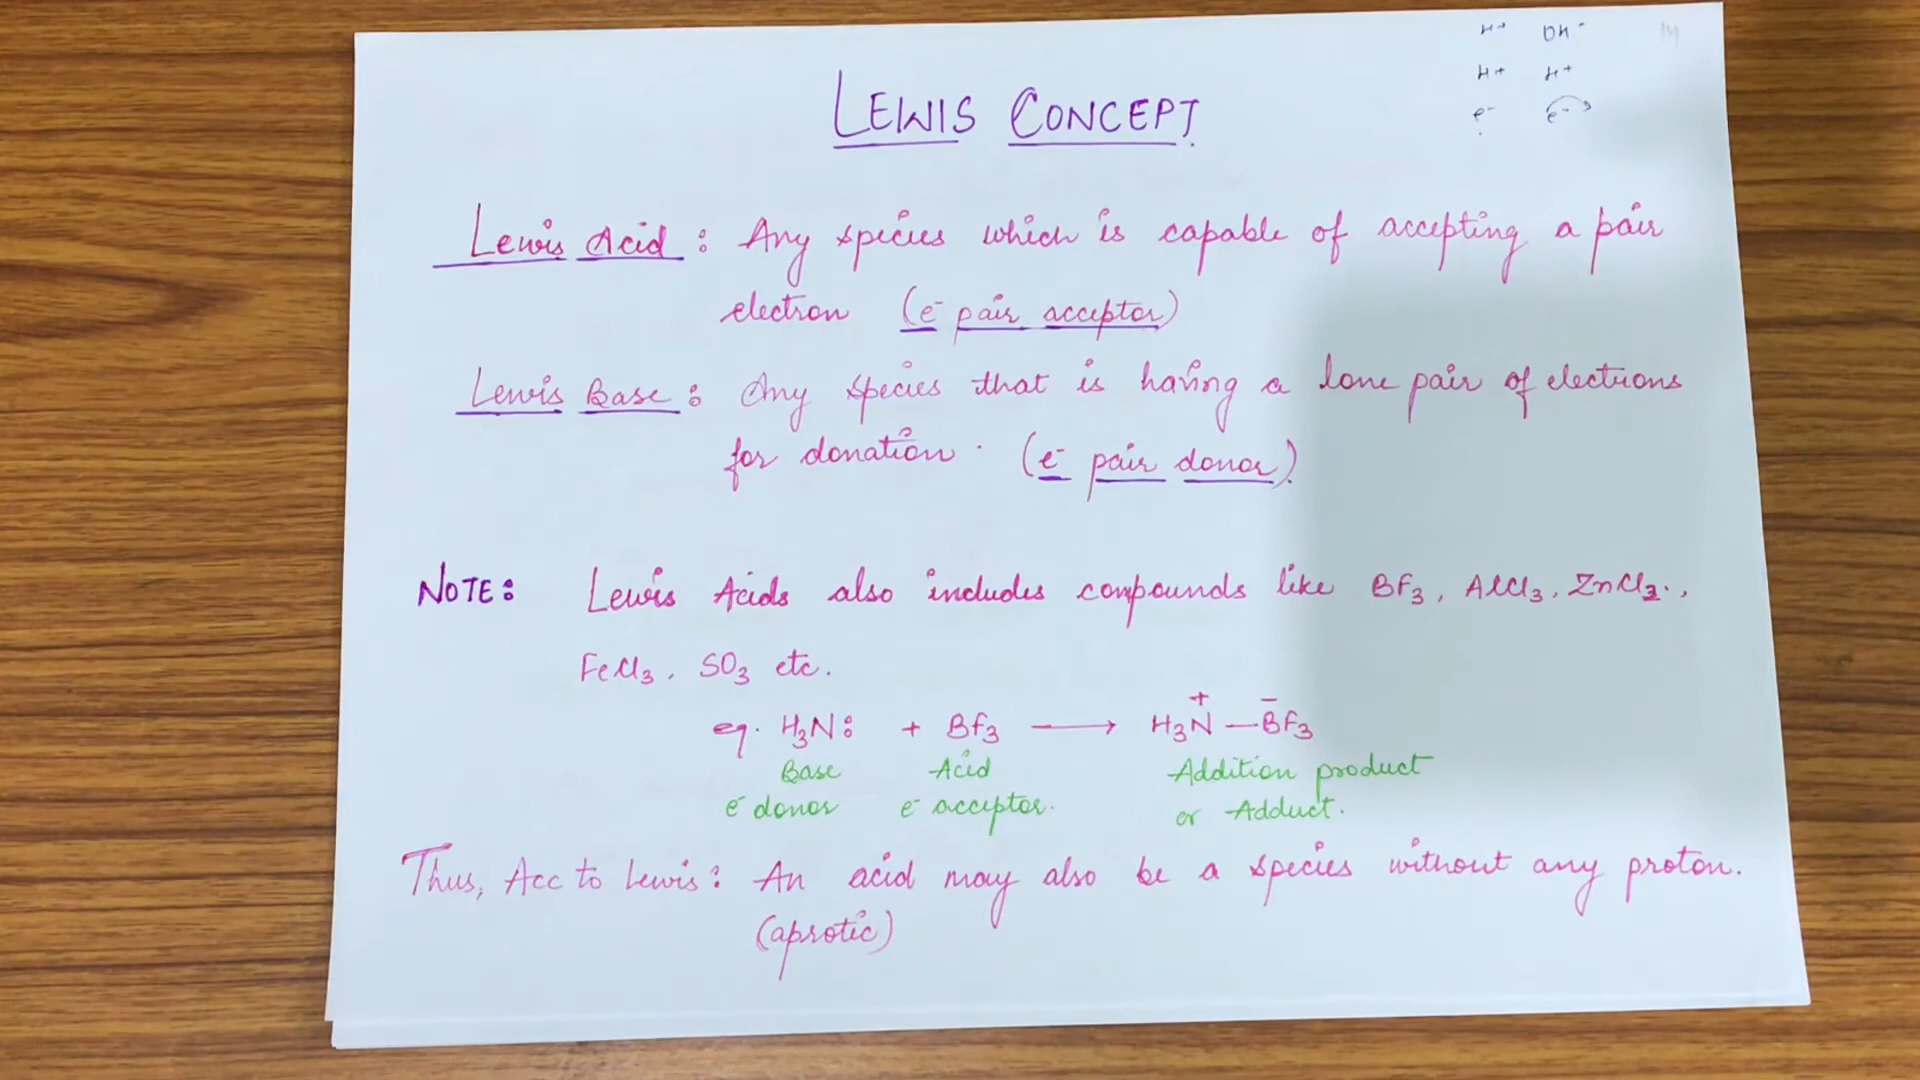 H+ OH-
H+ H+
e- e-
14
LEWIS CONCEPT.
Lewis Acid : Any species which is capable of accepting a pair
electron (e- pair acceptor)
Lewis Base : Any species that is having a lone pair of electrons
for donation. (e- pair donor).
NOTE: Lewis Acids also includes compounds like BF3, AlCl3, ZnCl2.,
FeCl3, SO3 etc.
eg. H3N: + BF3 ⟶ H3N+ — B-F3
Base Acid Addition product
e- donor e- acceptor. or Adduct.
Thus, Acc to Lewis: An acid may also be a species without any proton.
(aprotic)